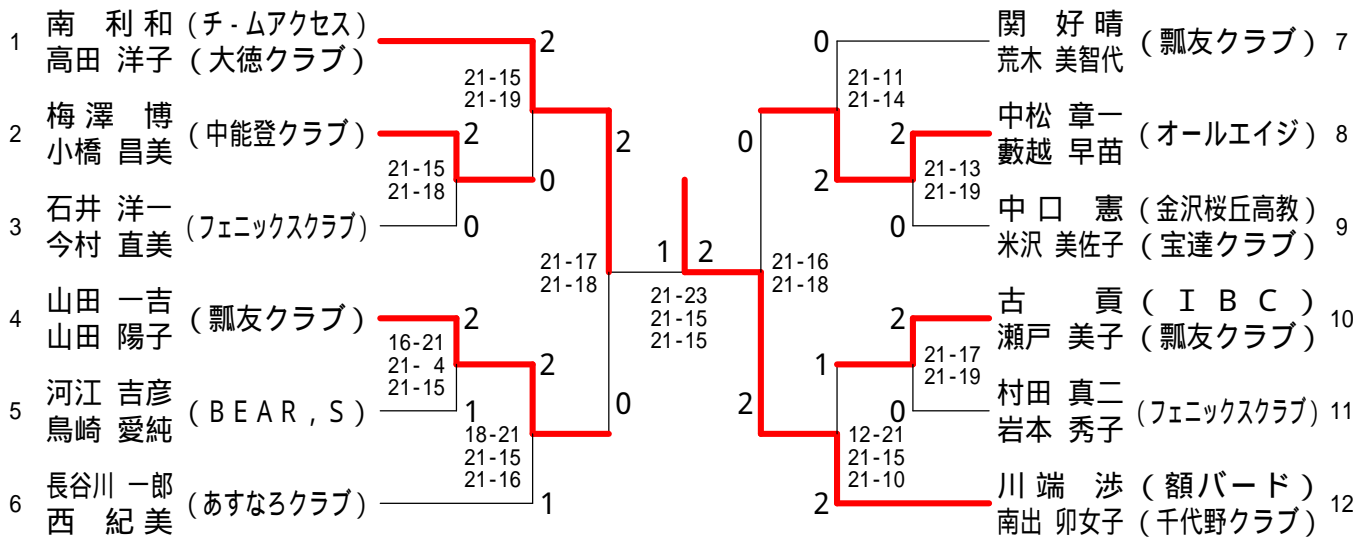 1 南 利和 (チ-ムアクセス)
高田 洋子 (大徳クラブ)
2 梅澤 博 (中能登クラブ)
小橋 昌美
3 石井 洋一 (フェニックスクラブ)
今村 直美
4 山田 一吉 (瓢友クラブ)
山田 陽子
5 河江 吉彦 (BEAR,S)
鳥崎 愛純
6 長谷川 一郎 (あすなろクラブ)
西 紀美
2
21-15
21-19
2
21-15
21-18
0
0
2
21-17
21-18
2
16-21
21- 4
21-15
1
2
18-21
21-15
21-16
1
0
1 2
21-23
21-15
21-15
0
21-11
21-14
0
2
2
21-13
21-19
0
21-16
21-18
2
2
21-17
21-19
0
1
12-21
21-15
21-10
2
関 好晴 (瓢友クラブ) 7
荒木 美智代
中松 章一 (オールエイジ) 8
藪越 早苗
中口 憲 (金沢桜丘高教) 9
米沢 美佐子 (宝達クラブ)
古 貢 (IBC) 10
瀬戸 美子 (瓢友クラブ)
村田 真二 (フェニックスクラブ) 11
岩本 秀子
川端 渉 (額バード) 12
南出 卯女子 (千代野クラブ)